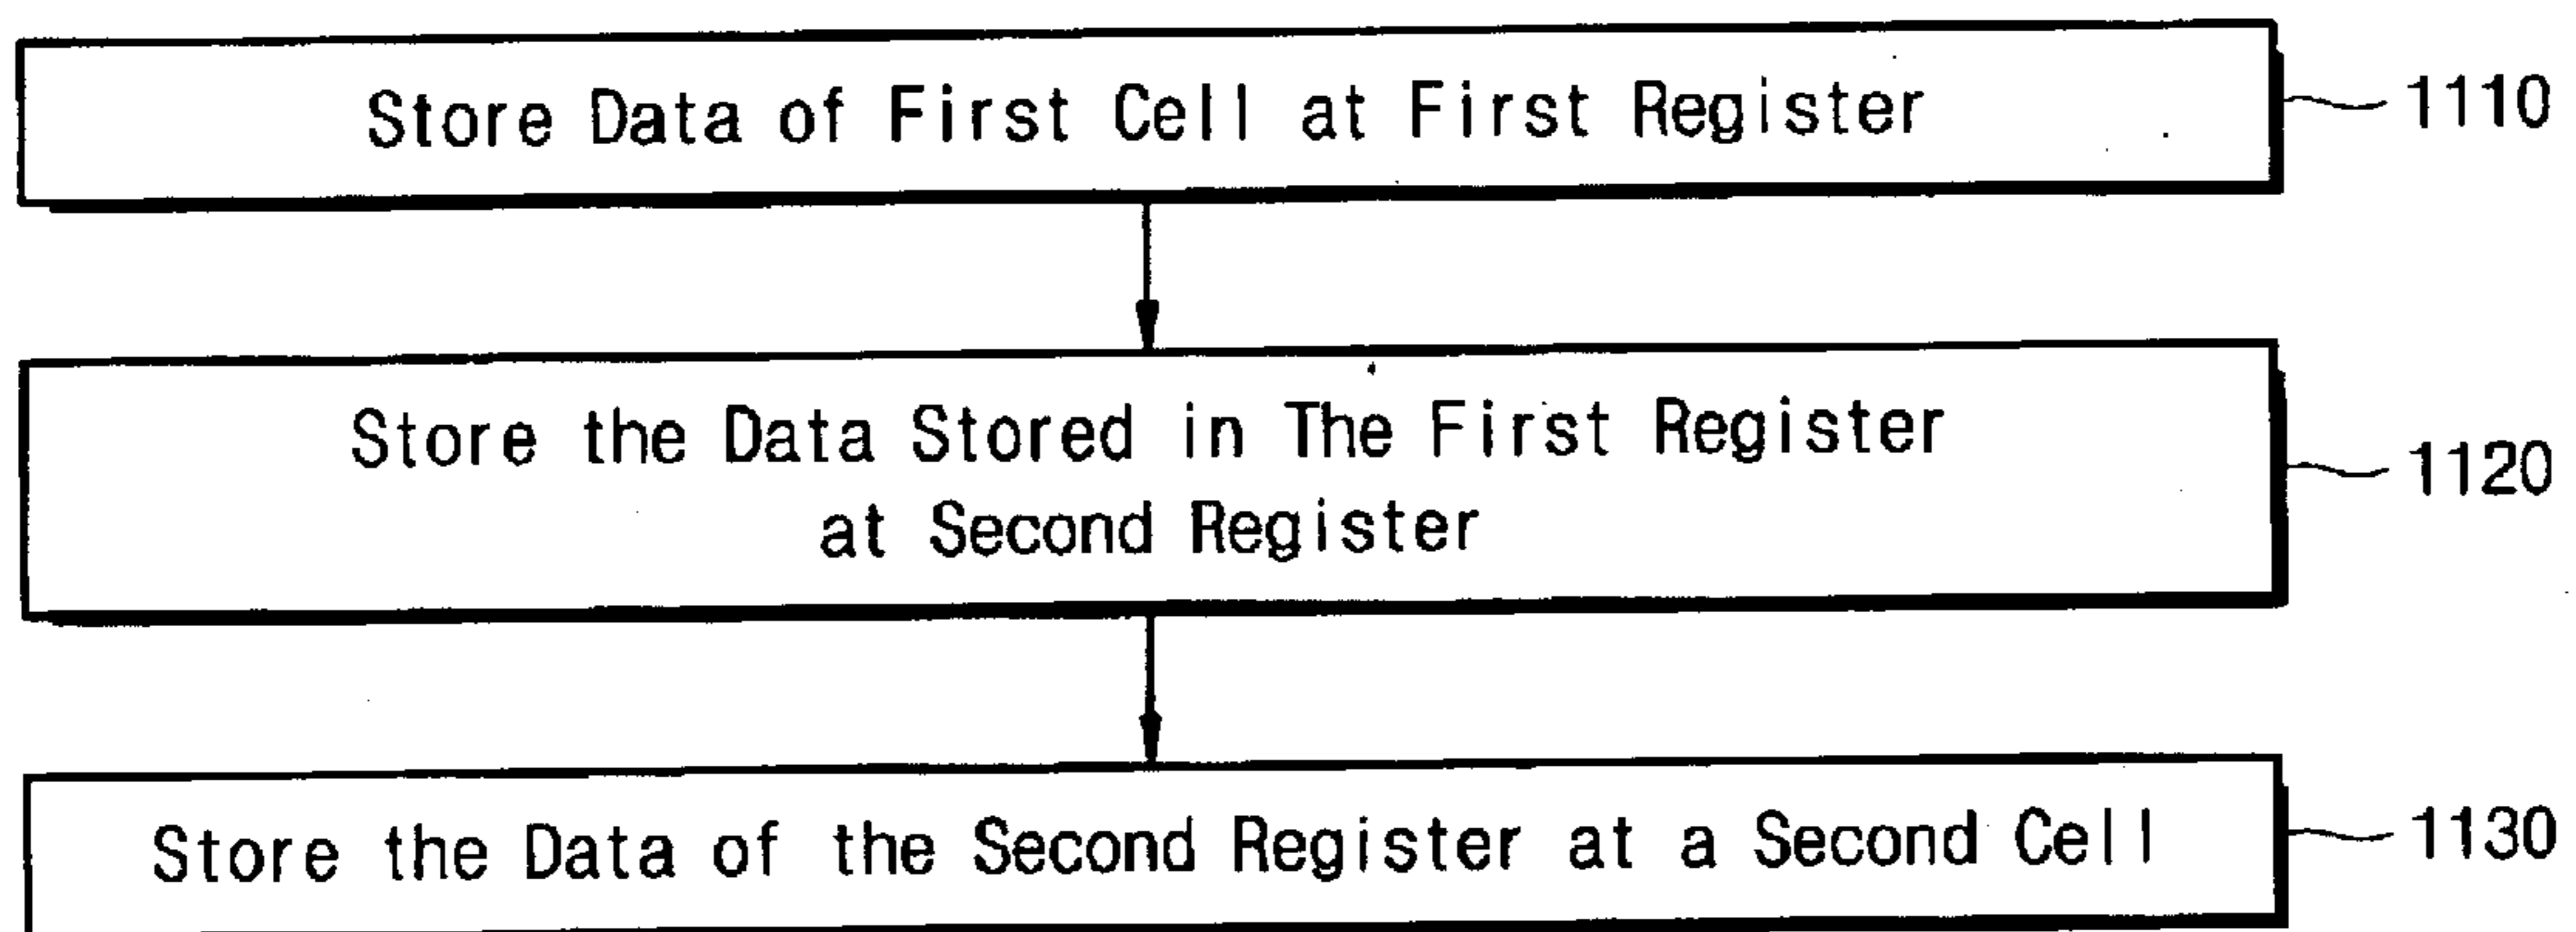 Store Data of First Cell at First Register
1110
Store the Data Stored in The First Register
at Second Register
1120
Store the Data of the Second Register at a Second Cell
1130